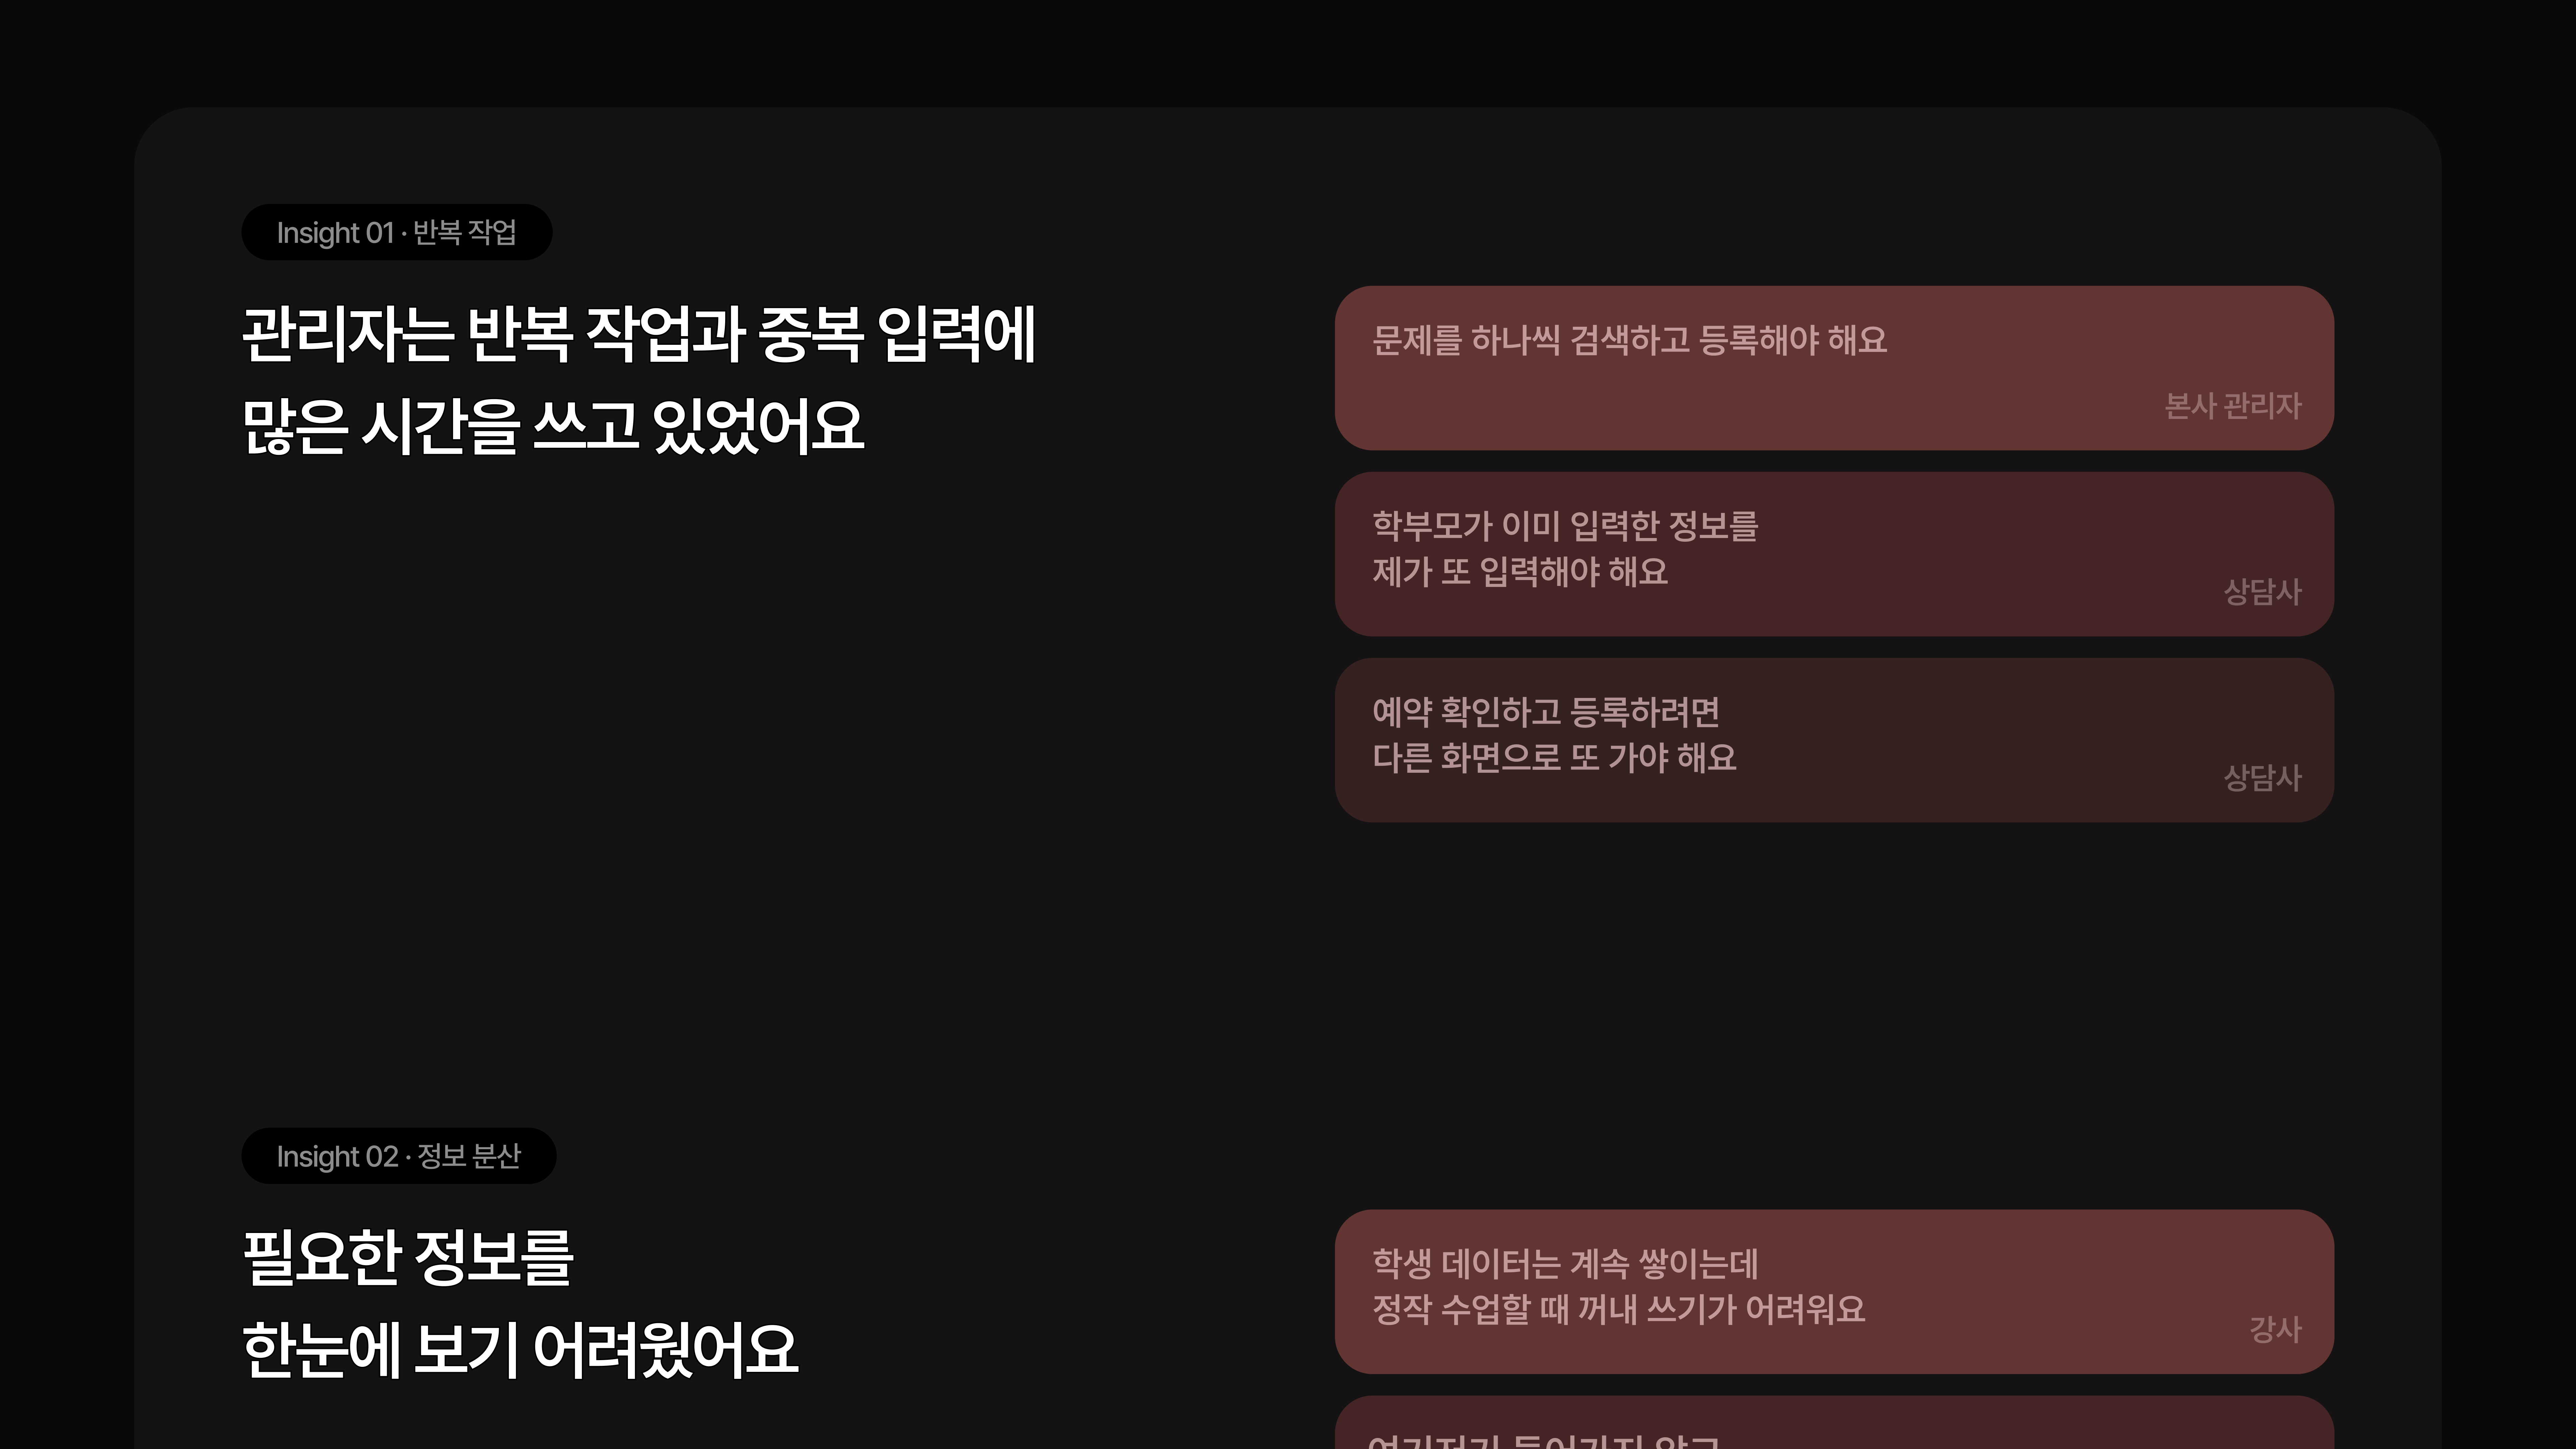 Insight 01 · 반복 작업
관리자는 반복 작업과 중복 입력에
많은 시간을 쓰고 있었어요
문제를 하나씩 검색하고 등록해야 해요
본사 관리자
학부모가 이미 입력한 정보를
제가 또 입력해야 해요
상담사
예약 확인하고 등록하려면
다른 화면으로 또 가야 해요
상담사
Insight 02 · 정보 분산
필요한 정보를
한눈에 보기 어려웠어요
학생 데이터는 계속 쌓이는데
정작 수업할 때 꺼내 쓰기가 어려워요
강사